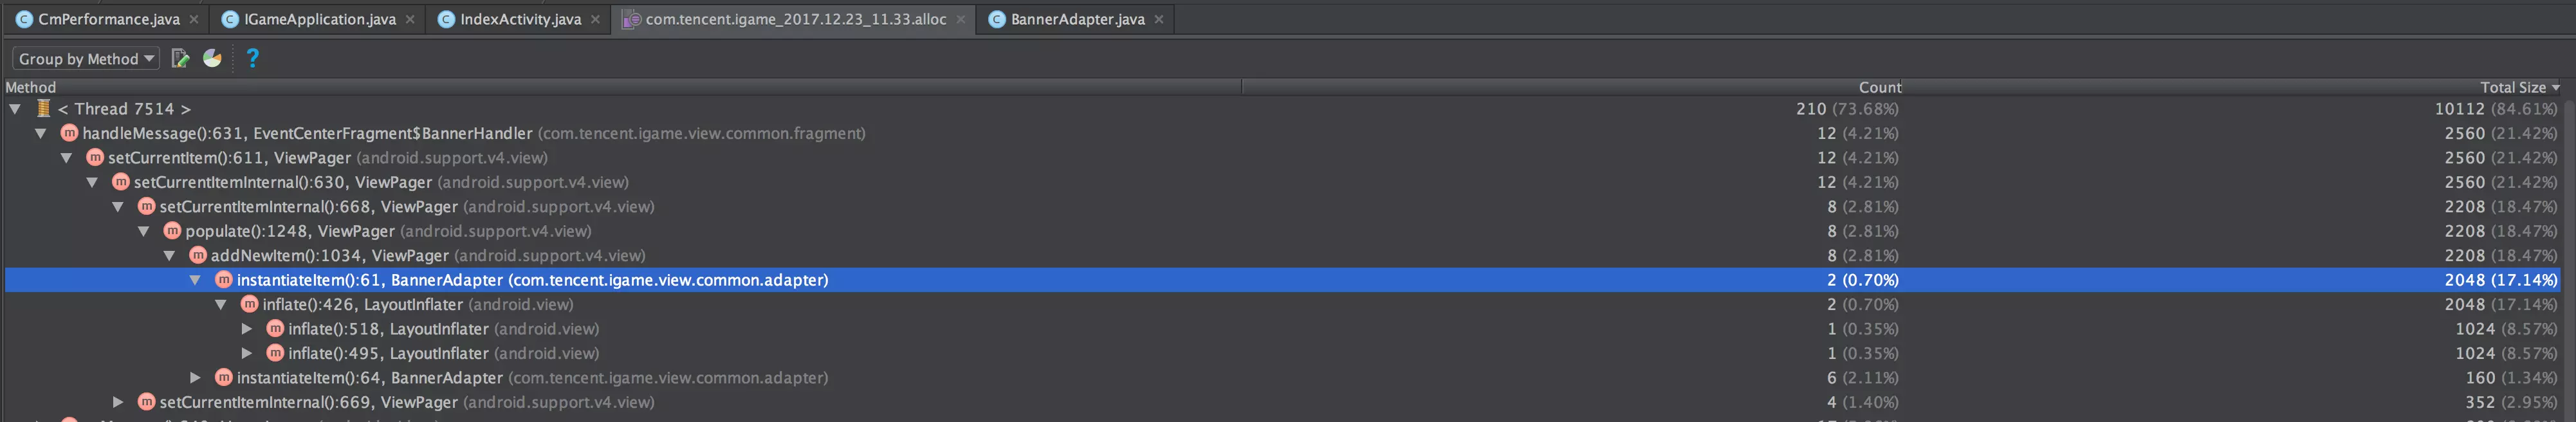 CmPerformance.java IGameApplication.java IndexActivity.java com.tencent.igame_2017.12.23_11.33.alloc BannerAdapter.java
Group by Method ?
Method Count Total Size
< Thread 7514 > 210 (73.68%) 10112 (84.61%)
handleMessage():631, EventCenterFragment$BannerHandler (com.tencent.igame.view.common.fragment) 12 (4.21%) 2560 (21.42%)
setCurrentItem():611, ViewPager (android.support.v4.view) 12 (4.21%) 2560 (21.42%)
setCurrentItemInternal():630, ViewPager (android.support.v4.view) 12 (4.21%) 2560 (21.42%)
setCurrentItemInternal():668, ViewPager (android.support.v4.view) 8 (2.81%) 2208 (18.47%)
populate():1248, ViewPager (android.support.v4.view) 8 (2.81%) 2208 (18.47%)
addNewItem():1034, ViewPager (android.support.v4.view) 8 (2.81%) 2208 (18.47%)
instantiateItem():61, BannerAdapter (com.tencent.igame.view.common.adapter) 2 (0.70%) 2048 (17.14%)
inflate():426, LayoutInflater (android.view) 2 (0.70%) 2048 (17.14%)
inflate():518, LayoutInflater (android.view) 1 (0.35%) 1024 (8.57%)
inflate():495, LayoutInflater (android.view) 1 (0.35%) 1024 (8.57%)
instantiateItem():64, BannerAdapter (com.tencent.igame.view.common.adapter) 6 (2.11%) 160 (1.34%)
setCurrentItemInternal():669, ViewPager (android.support.v4.view) 4 (1.40%) 352 (2.95%)